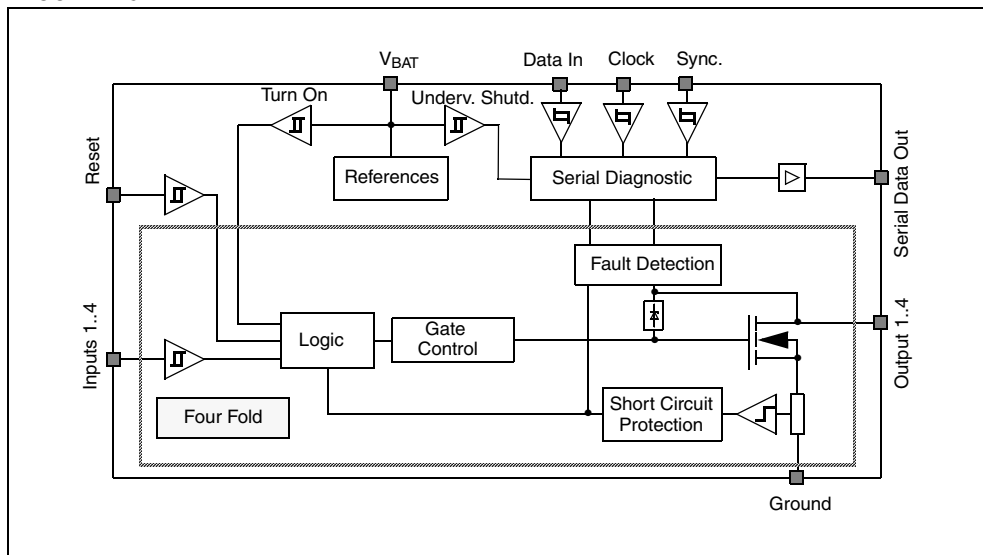 V_BAT
Data In
Clock
Sync.
Turn On
Underv. Shutd.
Reset
References
Serial Diagnostic
Serial Data Out
Fault Detection
Inputs 1..4
Logic
Gate
Control
Output 1..4
Four Fold
Short Circuit
Protection
Ground